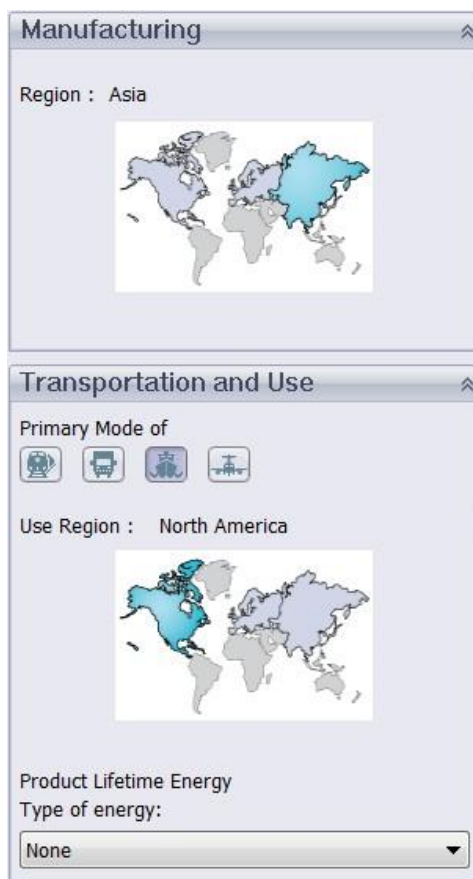 Manufacturing
Region : Asia
Transportation and Use
Primary Mode of
Use Region : North America
Product Lifetime Energy
Type of energy:
None